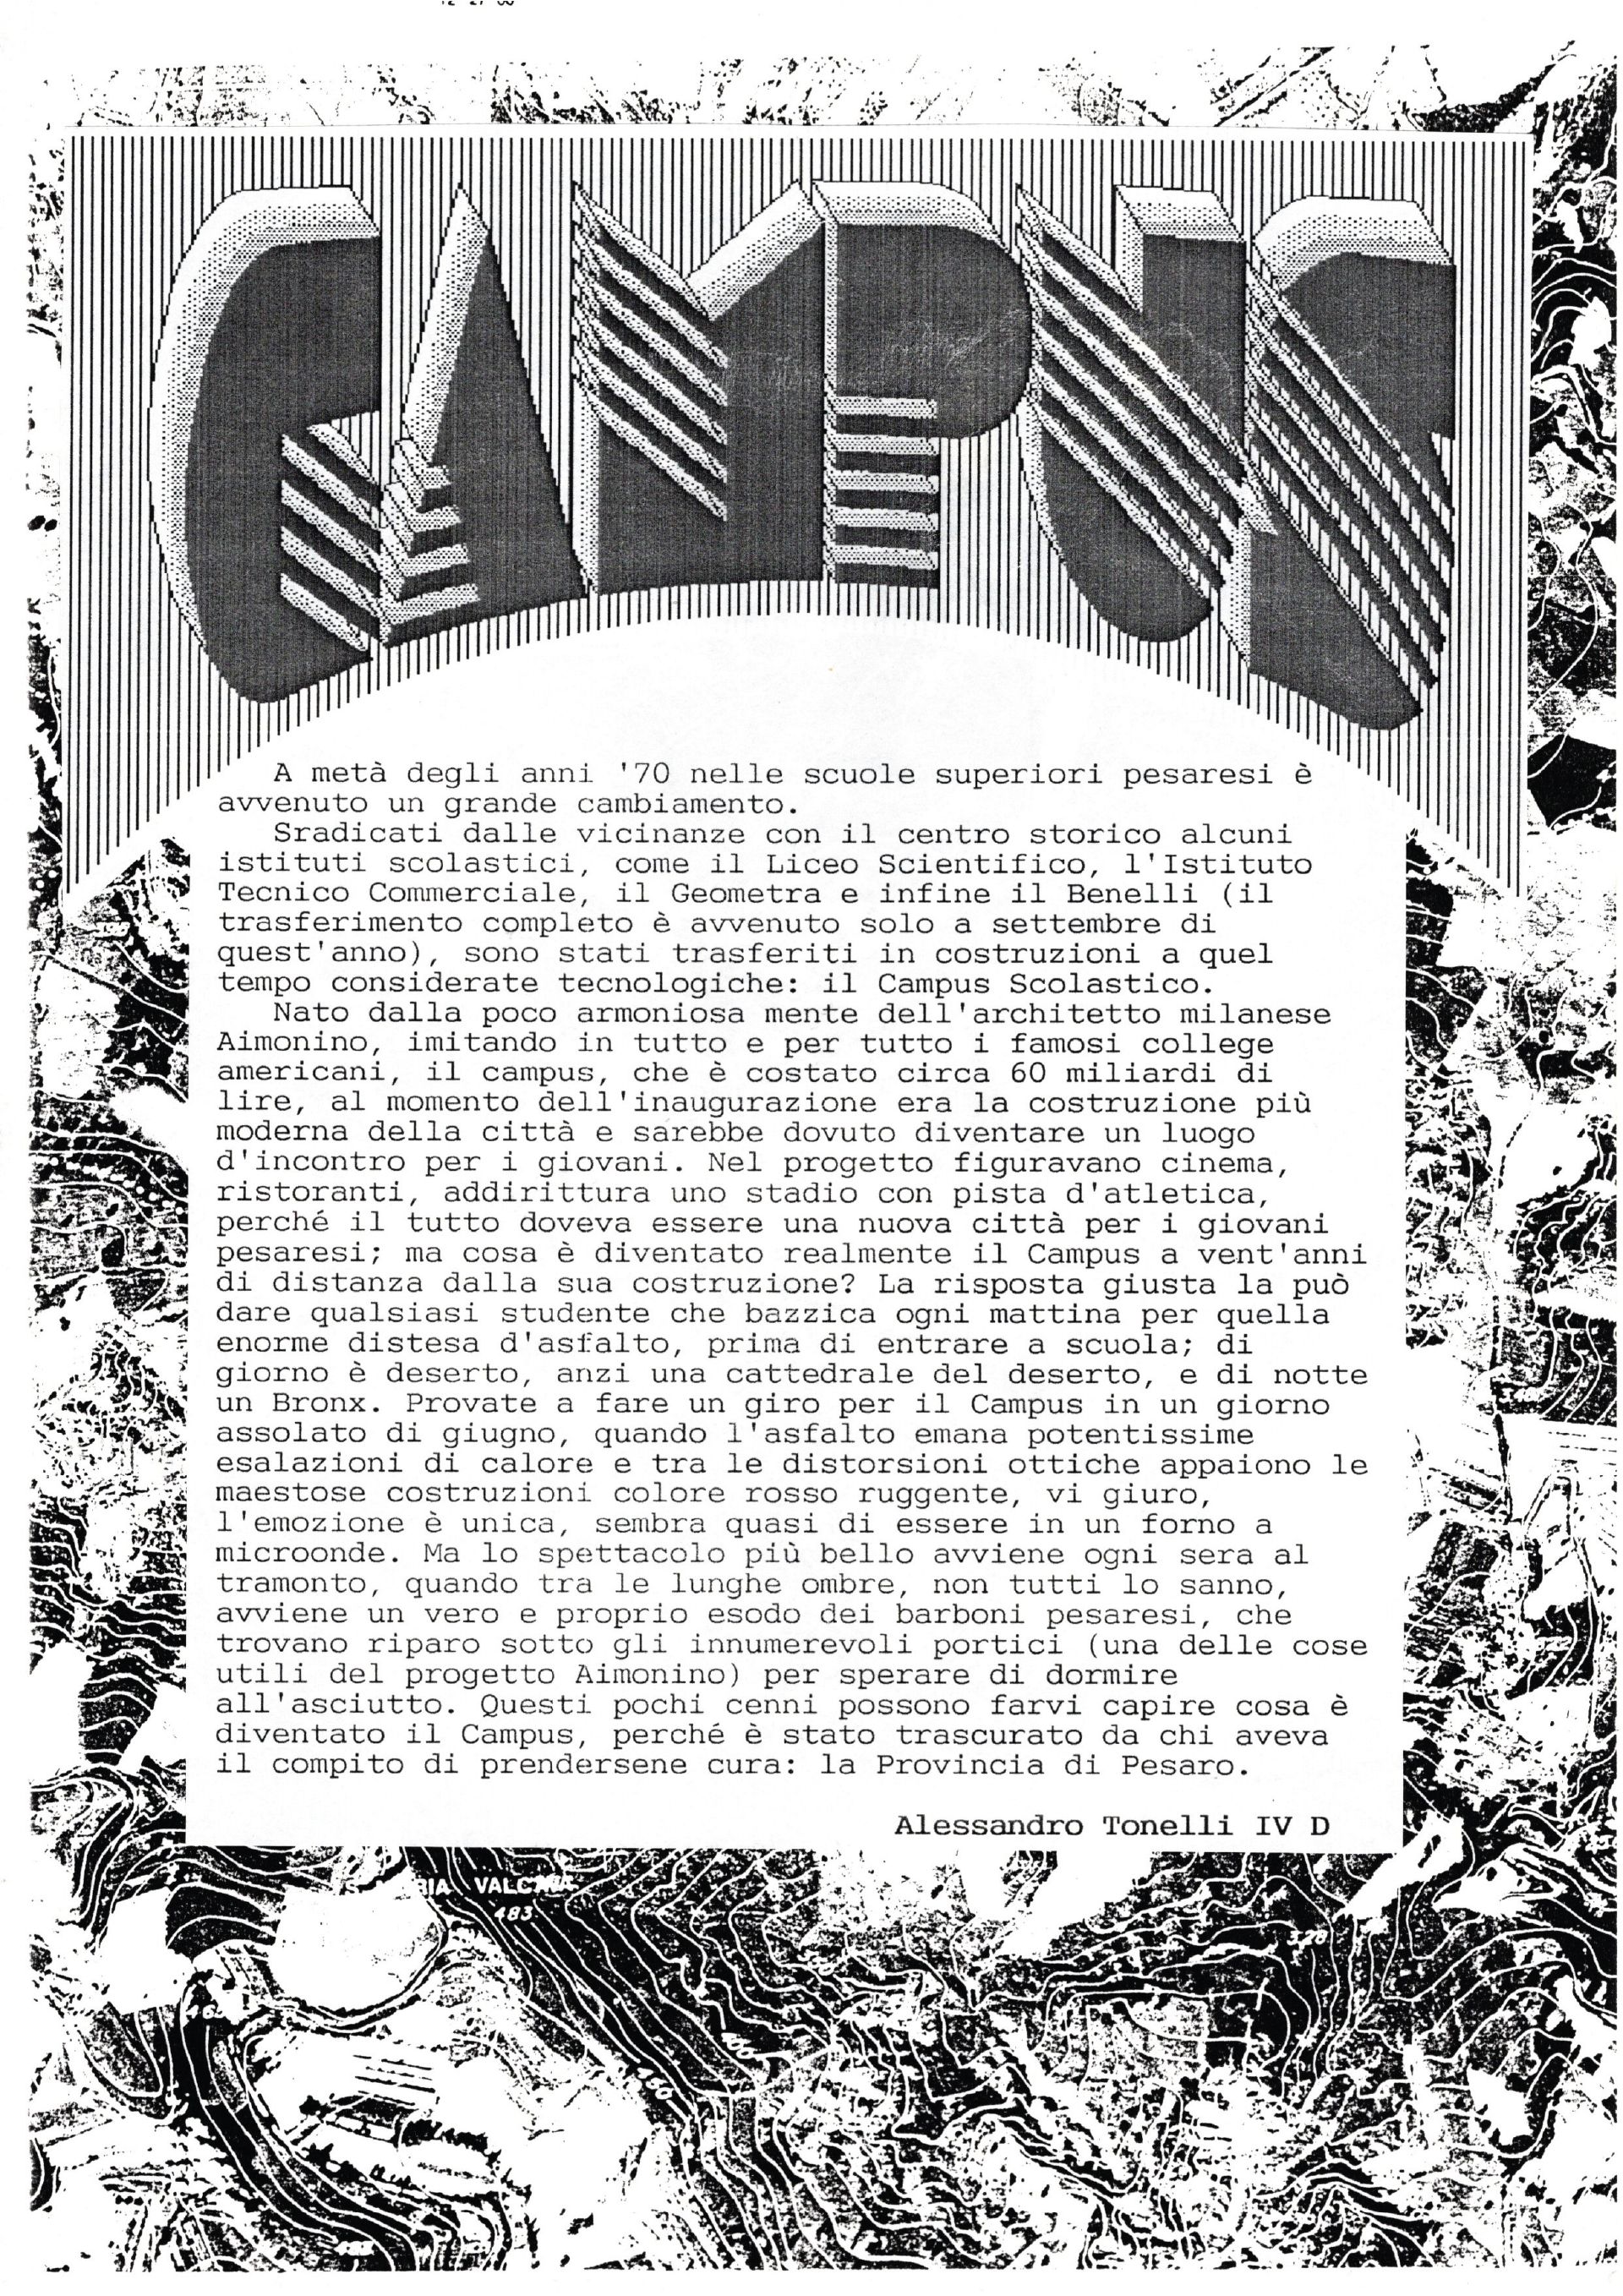 CAMPUS
A metà degli anni '70 nelle scuole superiori pesaresi è
avvenuto un grande cambiamento.
Sradicati dalle vicinanze con il centro storico alcuni
istituti scolastici, come il Liceo Scientifico, l'Istituto
Tecnico Commerciale, il Geometra e infine il Benelli (il
trasferimento completo è avvenuto solo a settembre di
quest'anno), sono stati trasferiti in costruzioni a quel
tempo considerate tecnologiche: il Campus Scolastico.
Nato dalla poco armoniosa mente dell'architetto milanese
Aimonino, imitando in tutto e per tutto i famosi college
americani, il campus, che è costato circa 60 miliardi di
lire, al momento dell'inaugurazione era la costruzione più
moderna della città e sarebbe dovuto diventare un luogo
d'incontro per i giovani. Nel progetto figuravano cinema,
ristoranti, addirittura uno stadio con pista d'atletica,
perché il tutto doveva essere una nuova città per i giovani
pesaresi; ma cosa è diventato realmente il Campus a vent'anni
di distanza dalla sua costruzione? La risposta giusta la può
dare qualsiasi studente che bazzica ogni mattina per quella
enorme distesa d'asfalto, prima di entrare a scuola; di
giorno è deserto, anzi una cattedrale del deserto, e di notte
un Bronx. Provate a fare un giro per il Campus in un giorno
assolato di giugno, quando l'asfalto emana potentissime
esalazioni di calore e tra le distorsioni ottiche appaiono le
maestose costruzioni colore rosso ruggente, vi giuro,
l'emozione è unica, sembra quasi di essere in un forno a
microonde. Ma lo spettacolo più bello avviene ogni sera al
tramonto, quando tra le lunghe ombre, non tutti lo sanno,
avviene un vero e proprio esodo dei barboni pesaresi, che
trovano riparo sotto gli innumerevoli portici (una delle cose
utili del progetto Aimonino) per sperare di dormire
all'asciutto. Questi pochi cenni possono farvi capire cosa è
diventato il Campus, perché è stato trascurato da chi aveva
il compito di prendersene cura: la Provincia di Pesaro.
Alessandro Tonelli IV D
483
328
400
450